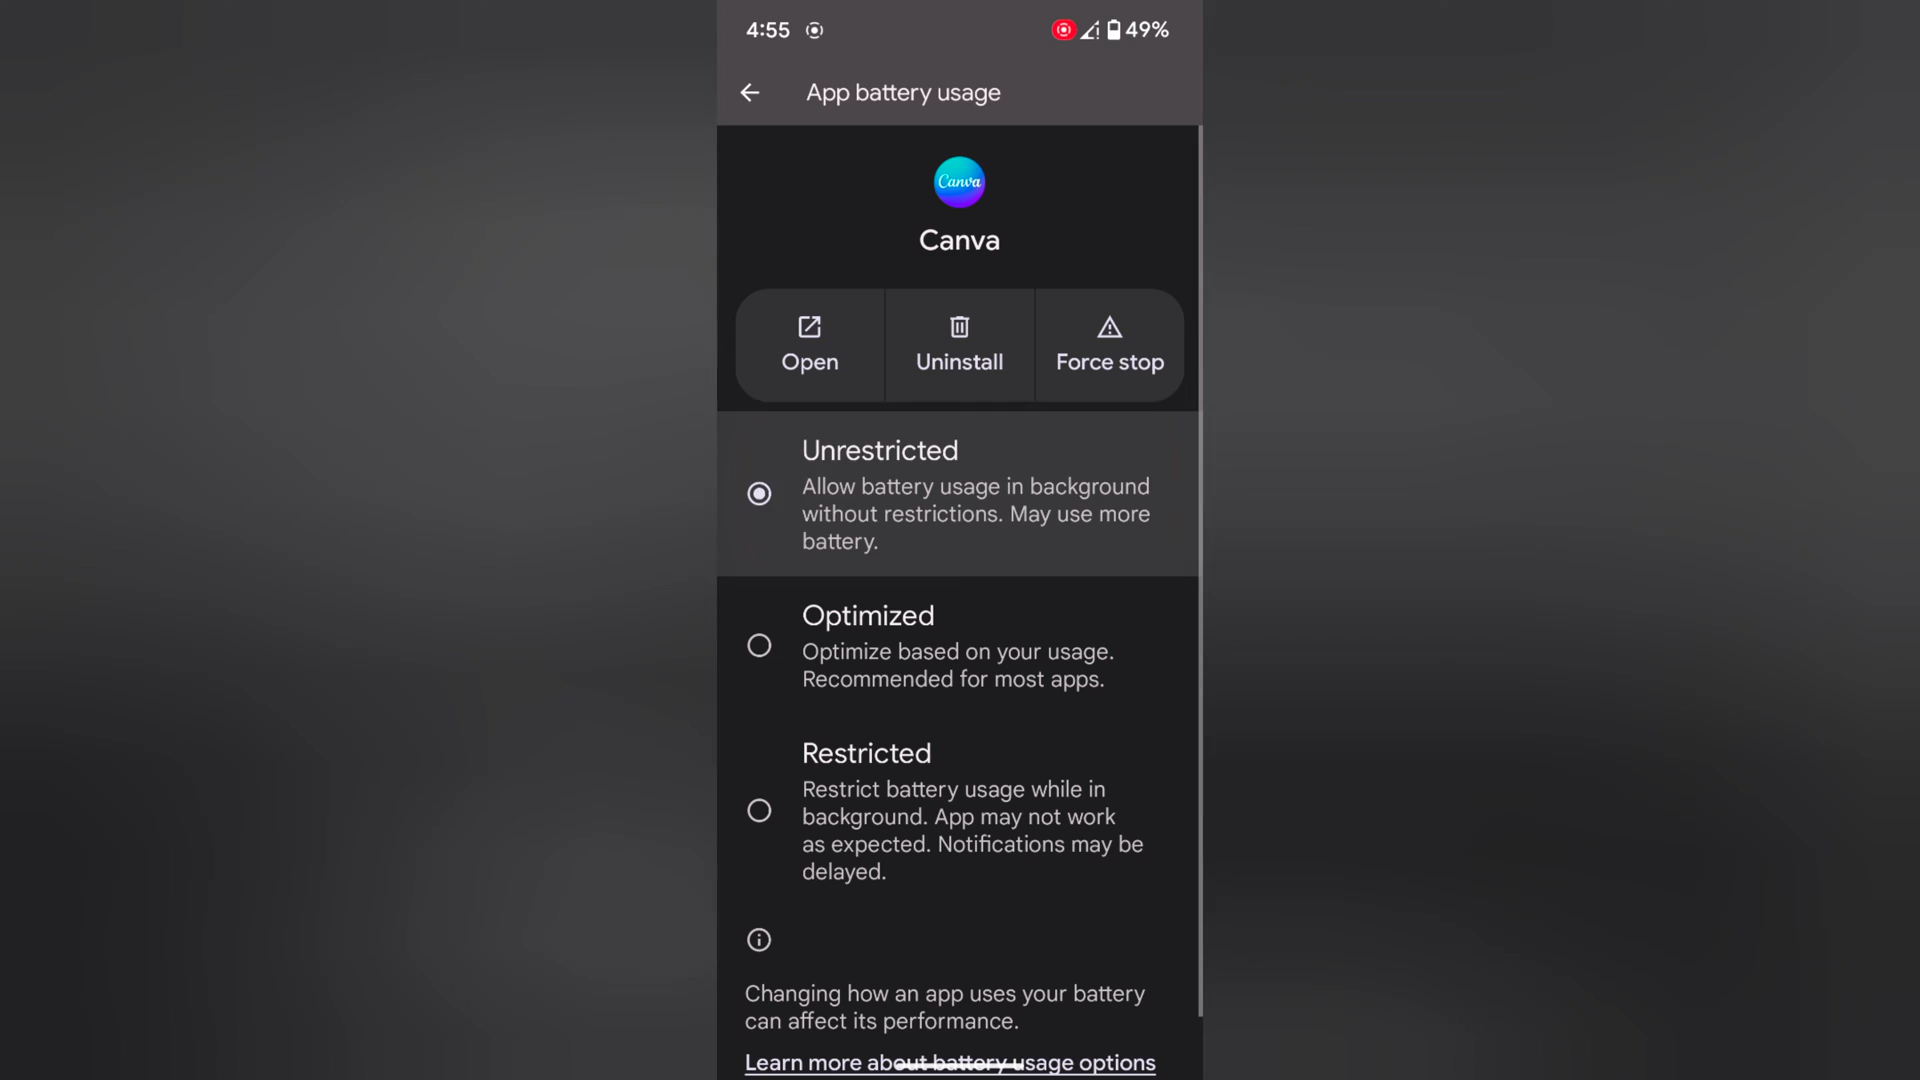 4:55
49%
App battery usage
Canva
Canva
Open
Uninstall
Force stop
Unrestricted
Allow battery usage in background
without restrictions. May use more
battery.
Optimized
Optimize based on your usage.
Recommended for most apps.
Restricted
Restrict battery usage while in
background. App may not work
as expected. Notifications may be
delayed.
Changing how an app uses your battery
can affect its performance.
Learn more about battery usage options